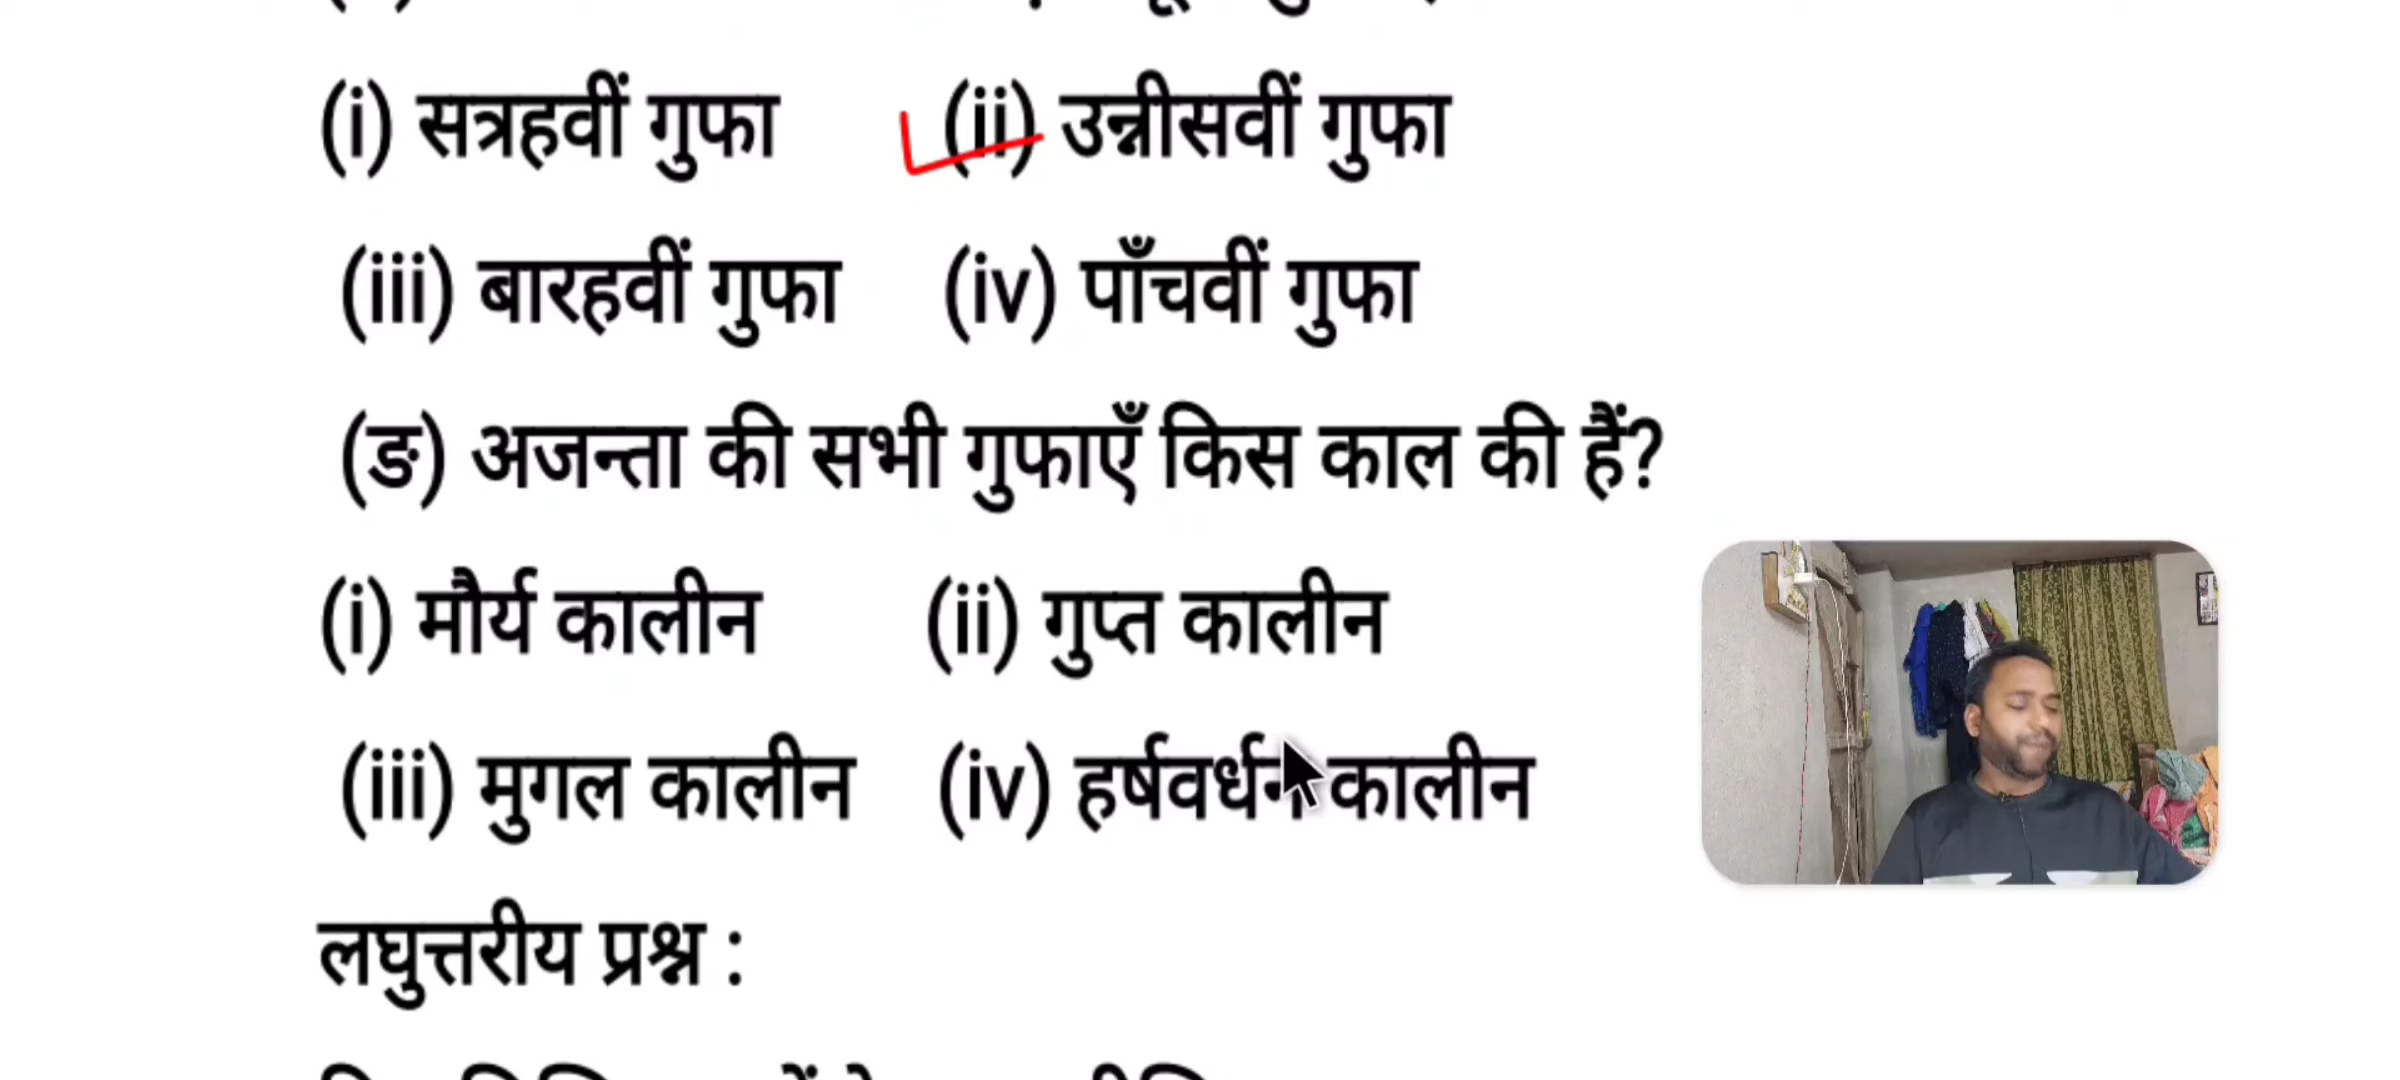 (i) सत्रहवीं गुफा (ii) उन्नीसवीं गुफा
(iii) बारहवीं गुफा (iv) पाँचवीं गुफा
(ङ) अजन्ता की सभी गुफाएँ किस काल की हैं?
(i) मौर्य कालीन (ii) गुप्त कालीन
(iii) मुगल कालीन (iv) हर्षवर्धन कालीन
लघुत्तरीय प्रश्न :